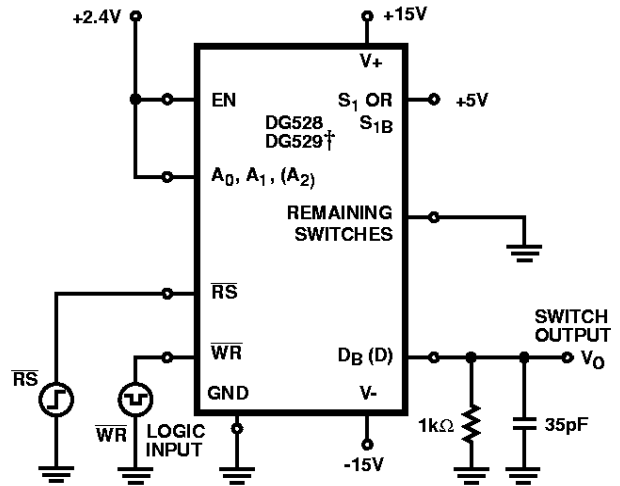 +2.4V
+15V
V+
EN
S1 OR
S1B
+5V
DG528
DG529†
A0, A1, (A2)
REMAINING
SWITCHES
RS
SWITCH
OUTPUT
WR
DB (D)
VO
RS
GND
V-
WR
LOGIC
INPUT
1kΩ
35pF
-15V